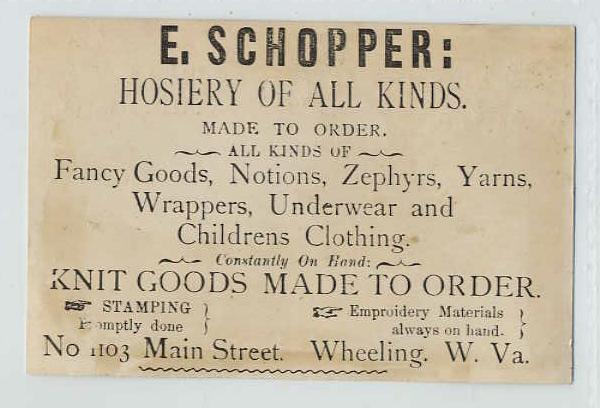 E. SCHOPPER:
HOSIERY OF ALL KINDS.
MADE TO ORDER.
ALL KINDS OF
Fancy Goods, Notions, Zephyrs, Yarns,
Wrappers, Underwear and
Childrens Clothing.
Constantly On Hand:
KNIT GOODS MADE TO ORDER.
STAMPING
Promptly done
Emproidery Materials
always on hand.
No 1103 Main Street. Wheeling. W. Va.